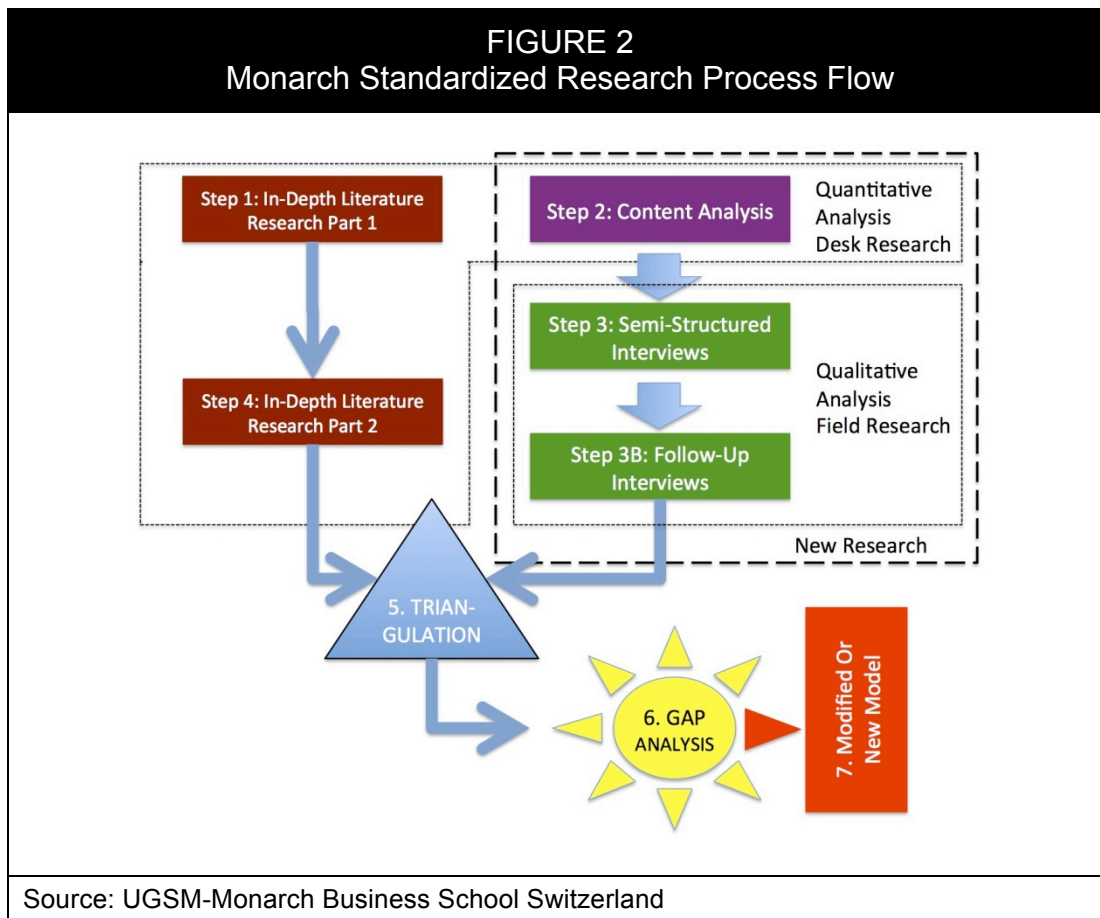 FIGURE 2
Monarch Standardized Research Process Flow
Step 1: In-Depth Literature
Research Part 1
Step 2: Content Analysis
Quantitative
Analysis
Desk Research
Step 3: Semi-Structured
Interviews
Qualitative
Analysis
Field Research
Step 4: In-Depth Literature
Research Part 2
Step 3B: Follow-Up
Interviews
New Research
5. TRIAN-
GULATION
6. GAP
ANALYSIS
7. Modified Or
New Model
Source: UGSM-Monarch Business School Switzerland